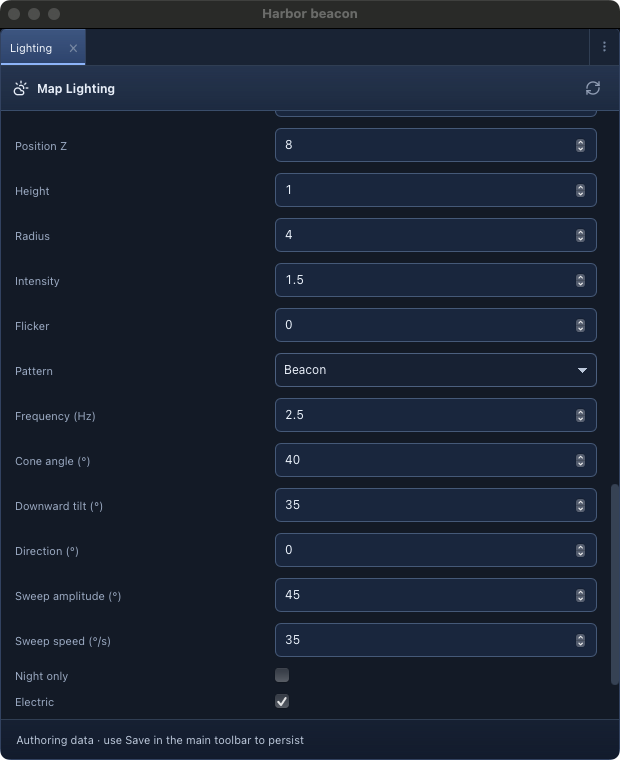 Harbor beacon
Lighting
Map Lighting
Position Z 8
Height 1
Radius 4
Intensity 1.5
Flicker 0
Pattern Beacon
Frequency (Hz) 2.5
Cone angle (°) 40
Downward tilt (°) 35
Direction (°) 0
Sweep amplitude (°) 45
Sweep speed (°/s) 35
Night only
Electric
Authoring data · use Save in the main toolbar to persist